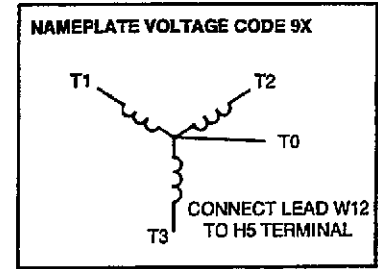 NAMEPLATE VOLTAGE CODE 9X
T1
T2
T0
T3
CONNECT LEAD W12
TO H5 TERMINAL